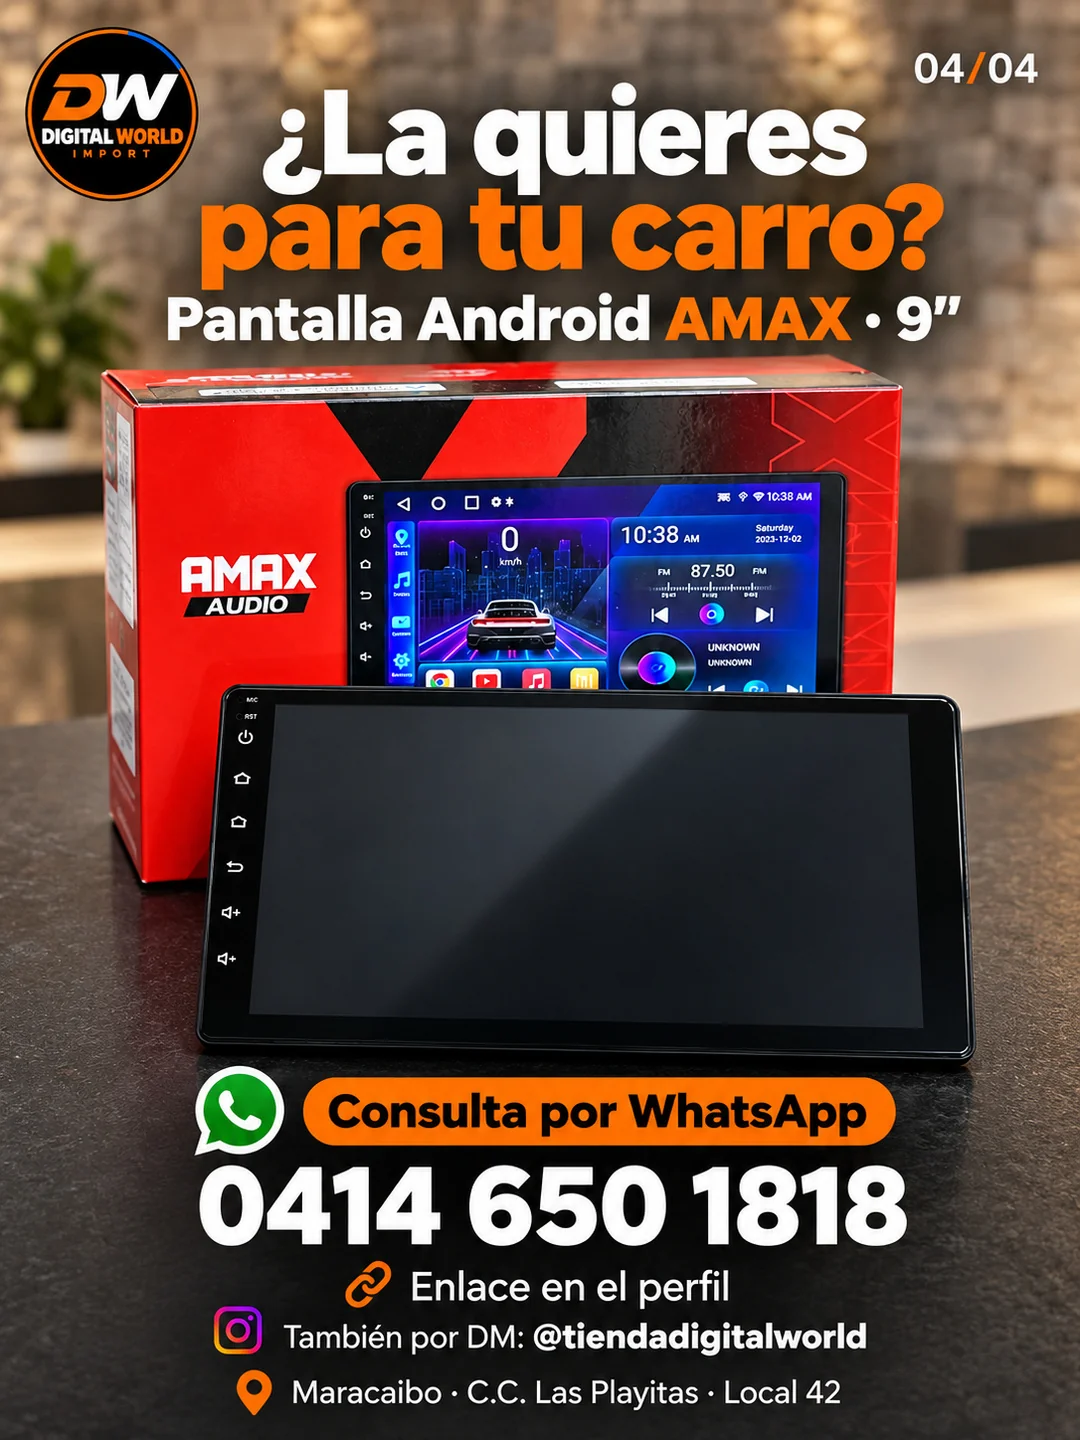 DW
DIGITAL WORLD
IMPORT
04/04
¿La quieres
para tu carro?
Pantalla Android AMAX · 9”
AMAX
AUDIO
10:38 AM
0
km/h
10:38 AM
Saturday
2023-12-02
FM 87.50 FM
UNKNOWN
UNKNOWN
MIC
RST
Consulta por WhatsApp
0414 650 1818
Enlace en el perfil
También por DM: @tiendadigitalworld
Maracaibo · C.C. Las Playitas · Local 42